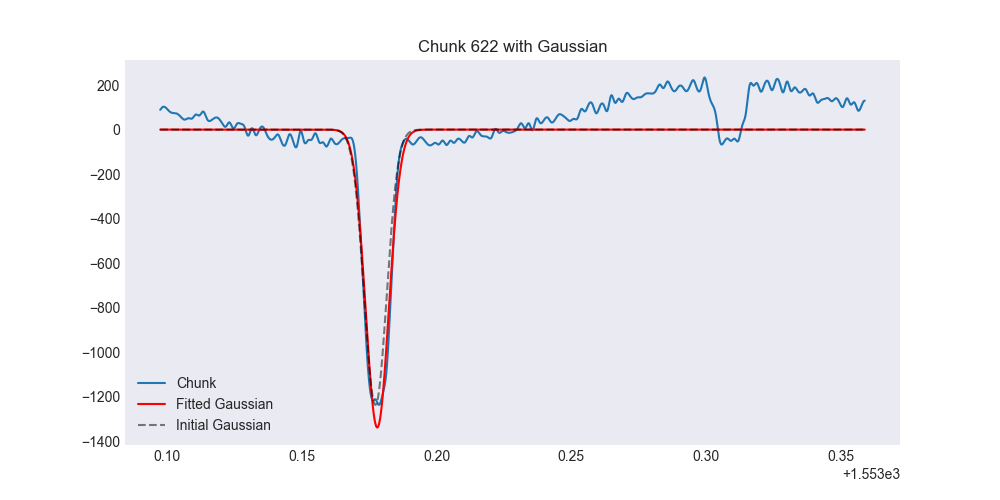 Chunk 622 with Gaussian
200
0
−200
−400
−600
−800
−1000
−1200
−1400
Chunk
Fitted Gaussian
Initial Gaussian
0.10 0.15 0.20 0.25 0.30 0.35
+1.553e3